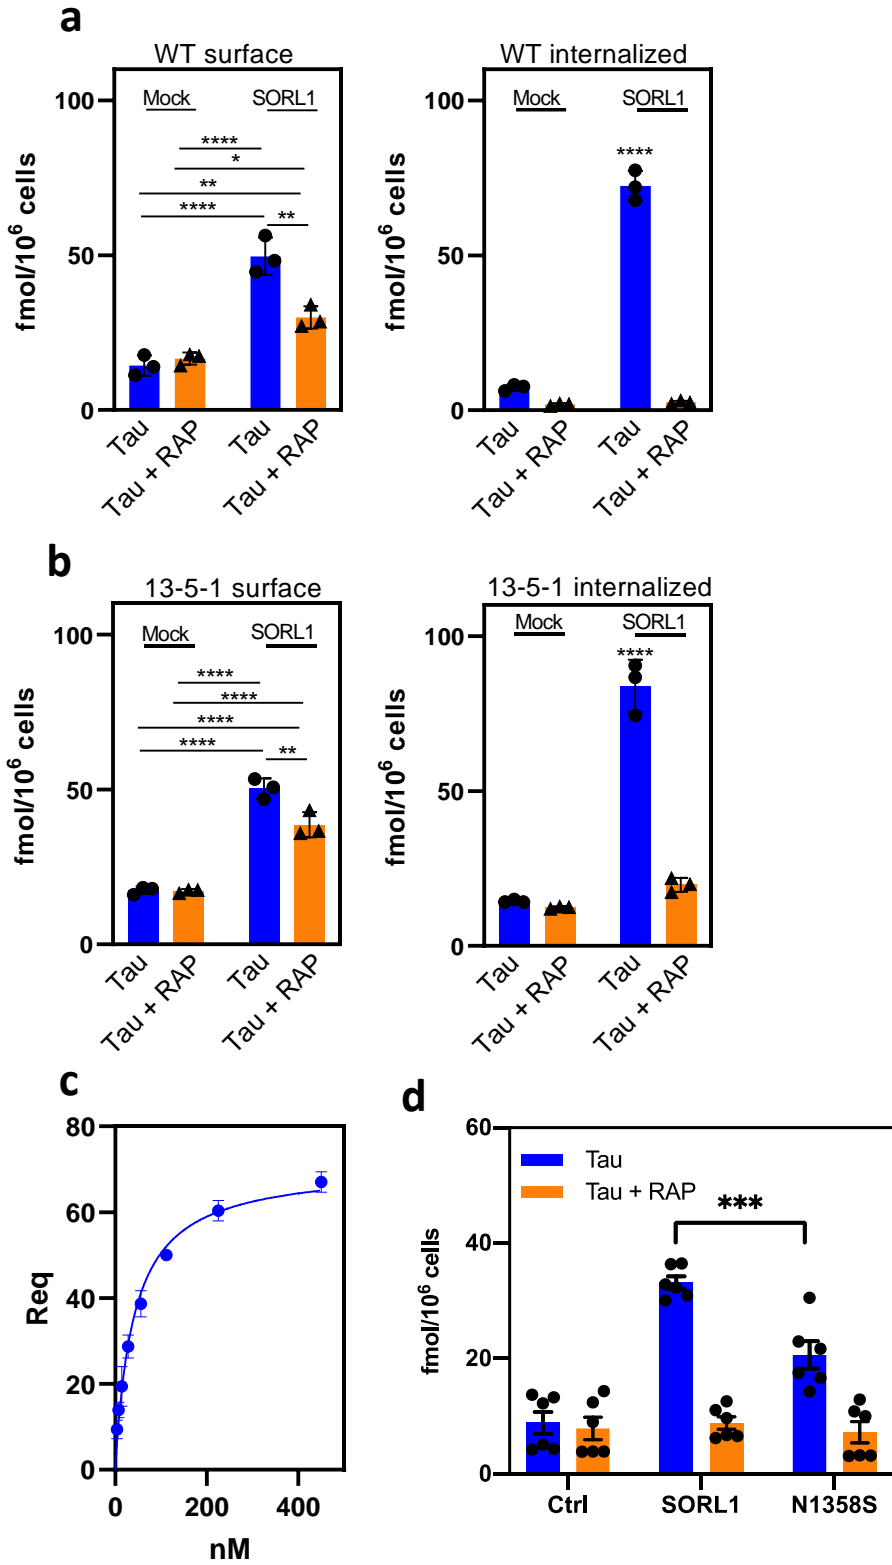 a
WT surface
WT internalized
100
Mock
SORL1
****
*
**
****
**
50
0
fmol/10⁶ cells
Tau
Tau + RAP
Tau
Tau + RAP
100
Mock
SORL1
****
50
0
fmol/10⁶ cells
Tau
Tau + RAP
Tau
Tau + RAP
b
13-5-1 surface
13-5-1 internalized
100
Mock
SORL1
****
****
****
****
**
50
0
fmol/10⁶ cells
Tau
Tau + RAP
Tau
Tau + RAP
100
Mock
SORL1
****
50
0
fmol/10⁶ cells
Tau
Tau + RAP
Tau
Tau + RAP
c
80
60
40
20
0
Req
0 200 400
nM
d
60
40
20
0
fmol/10⁶ cells
Tau
Tau + RAP
***
Ctrl SORL1 N1358S